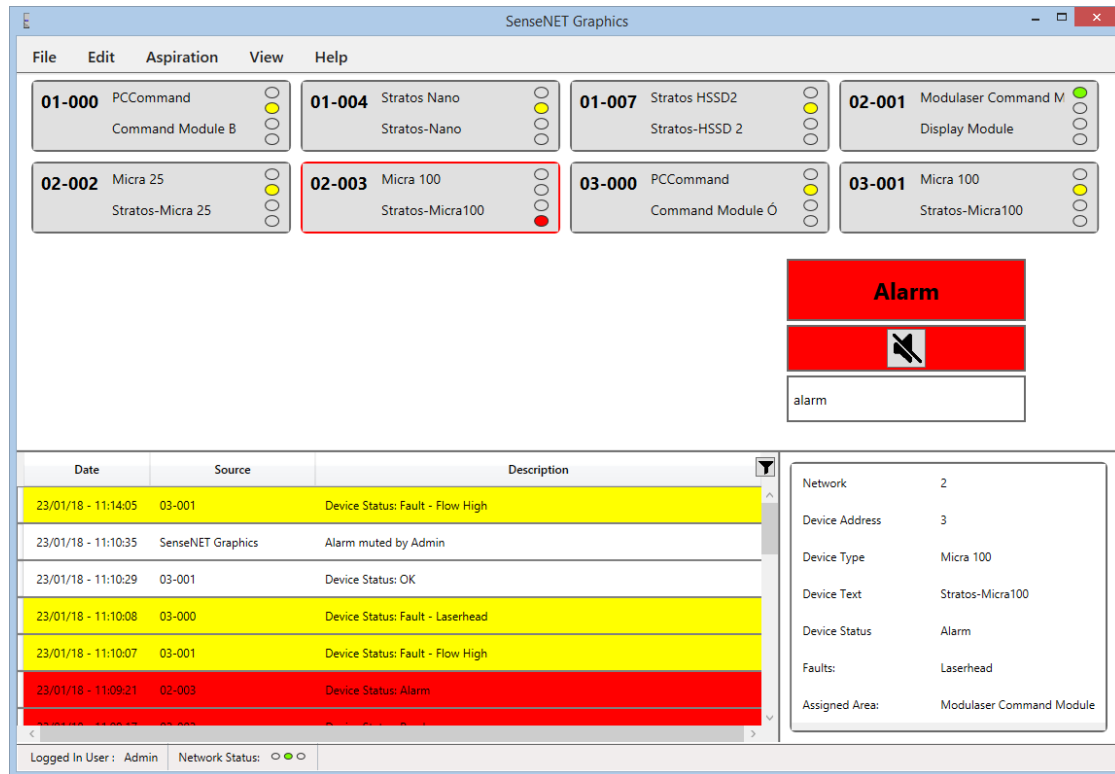 SenseNET Graphics
File Edit Aspiration View Help
01-000 PCCommand
Command Module B
01-004 Stratos Nano
Stratos-Nano
01-007 Stratos HSSD2
Stratos-HSSD 2
02-001 Modulaser Command M
Display Module
02-002 Micra 25
Stratos-Micra 25
02-003 Micra 100
Stratos-Micra100
03-000 PCCommand
Command Module Ó
03-001 Micra 100
Stratos-Micra100
Alarm
alarm
Date Source Description
23/01/18 - 11:14:05 03-001 Device Status: Fault - Flow High
23/01/18 - 11:10:35 SenseNET Graphics Alarm muted by Admin
23/01/18 - 11:10:29 03-001 Device Status: OK
23/01/18 - 11:10:08 03-000 Device Status: Fault - Laserhead
23/01/18 - 11:10:07 03-001 Device Status: Fault - Flow High
23/01/18 - 11:09:21 02-003 Device Status: Alarm
Network 2
Device Address 3
Device Type Micra 100
Device Text Stratos-Micra100
Device Status Alarm
Faults: Laserhead
Assigned Area: Modulaser Command Module
Logged In User : Admin Network Status: